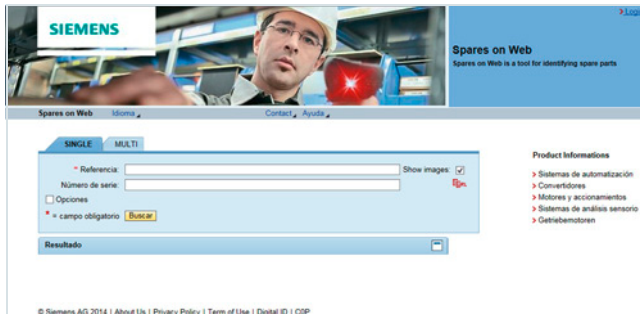 SIEMENS
Spares on Web
Spares on Web is a tool for identifying spare parts
Spares on Web Idioma Contact Ayuda
SINGLE MULTI
* Referencia: Show images:
Número de serie:
Opciones
* = campo obligatorio Buscar
Resultado
Product Informations
Sistemas de automatización
Convertidores
Motores y accionamientos
Sistemas de análisis sensorio
Getriebemotoren
© Siemens AG 2014 | About Us | Privacy Policy | Term of Use | Digital ID | COP